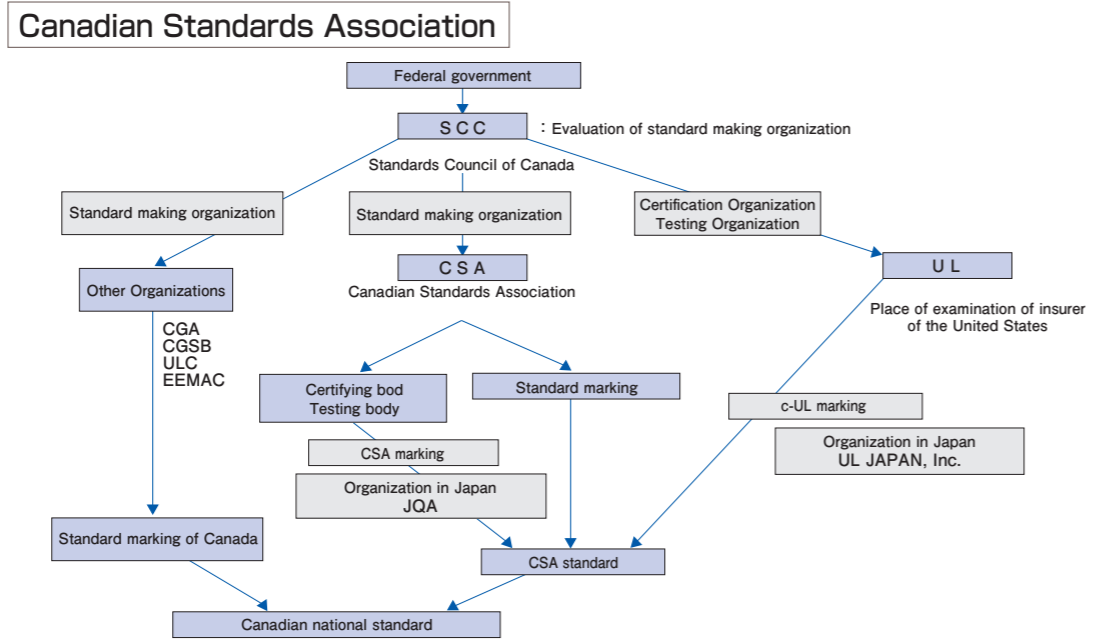 Canadian Standards Association
Federal government
S C C
: Evaluation of standard making organization
Standards Council of Canada
Standard making organization
Standard making organization
Certification Organization
Testing Organization
C S A
Canadian Standards Association
U L
Place of examination of insurer
of the United States
Other Organizations
CGA
CGSB
ULC
EEMAC
Certifying bod
Testing body
Standard marking
c-UL marking
Organization in Japan
UL JAPAN, Inc.
CSA marking
Organization in Japan
JQA
Standard marking of Canada
CSA standard
Canadian national standard